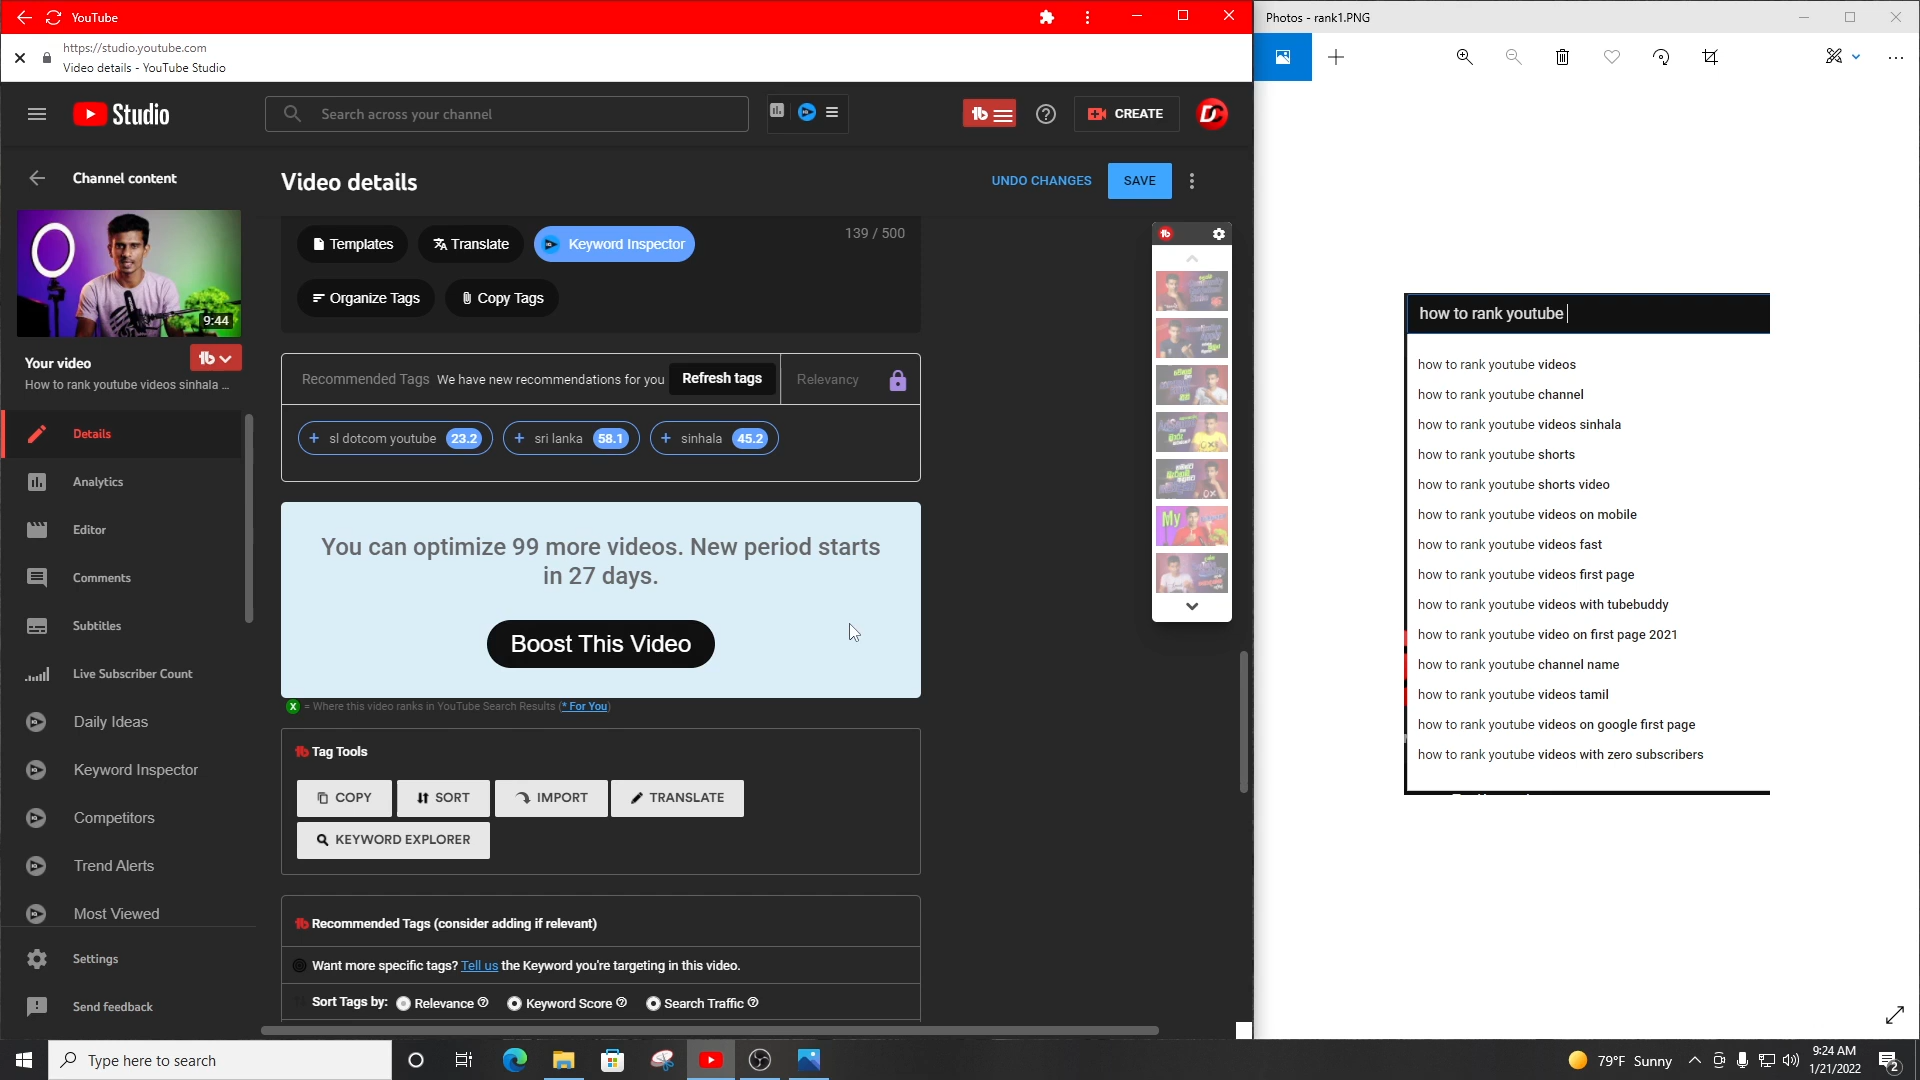 YouTube
https://studio.youtube.com
Video details - YouTube Studio
Studio
Search across your channel
CREATE
Channel content
9:44
Your video
How to rank youtube videos sinhala ...
Details
Analytics
Editor
Comments
Subtitles
Live Subscriber Count
Daily Ideas
Keyword Inspector
Competitors
Trend Alerts
Most Viewed
Settings
Send feedback
Video details
UNDO CHANGES
SAVE
Templates
Translate
Keyword Inspector
139 / 500
Organize Tags
Copy Tags
Recommended Tags We have new recommendations for you Refresh tags Relevancy
+ sl dotcom youtube 23.2
+ sri lanka 58.1
+ sinhala 45.2
You can optimize 99 more videos. New period starts
in 27 days.
Boost This Video
X = Where this video ranks in YouTube Search Results (* For You)
tb Tag Tools
COPY
SORT
IMPORT
TRANSLATE
KEYWORD EXPLORER
tb Recommended Tags (consider adding if relevant)
Want more specific tags? Tell us the Keyword you're targeting in this video.
Sort Tags by: Relevance Keyword Score Search Traffic
My
Photos - rank1.PNG
how to rank youtube
how to rank youtube videos
how to rank youtube channel
how to rank youtube videos sinhala
how to rank youtube shorts
how to rank youtube shorts video
how to rank youtube videos on mobile
how to rank youtube videos fast
how to rank youtube videos first page
how to rank youtube videos with tubebuddy
how to rank youtube video on first page 2021
how to rank youtube channel name
how to rank youtube videos tamil
how to rank youtube videos on google first page
how to rank youtube videos with zero subscribers
Type here to search
79°F Sunny
9:24 AM
1/21/2022
2